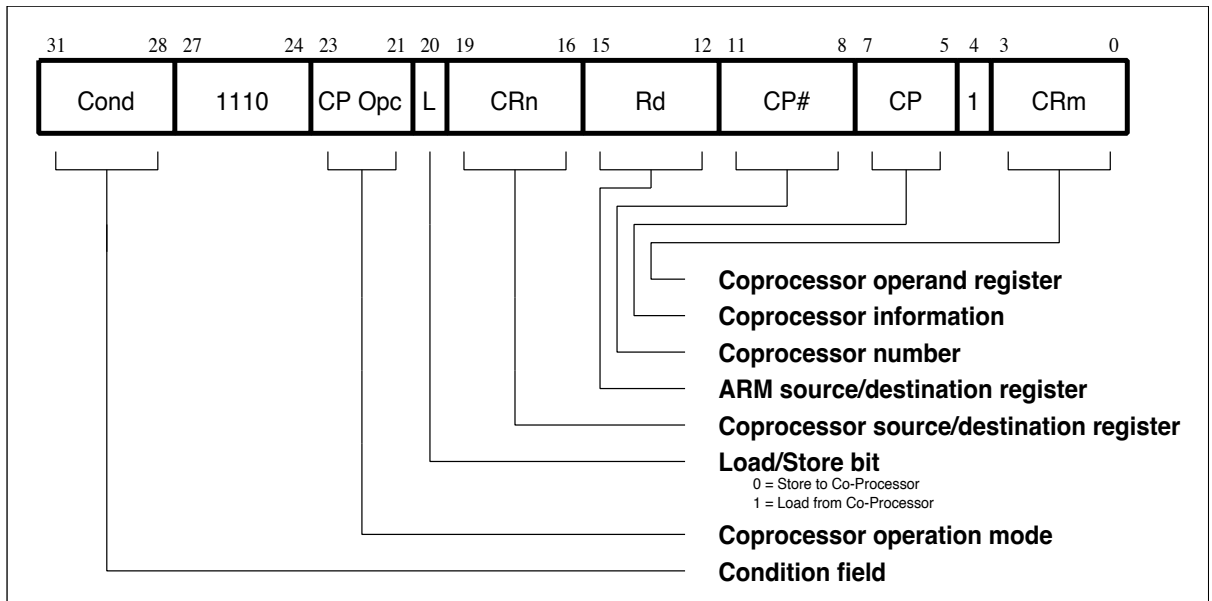 31 28 27 24 23 21 20 19 16 15 12 11 8 7 5 4 3 0
Cond 1110 CP Opc L CRn Rd CP# CP 1 CRm
Coprocessor operand register
Coprocessor information
Coprocessor number
ARM source/destination register
Coprocessor source/destination register
Load/Store bit
0 = Store to Co-Processor
1 = Load from Co-Processor
Coprocessor operation mode
Condition field